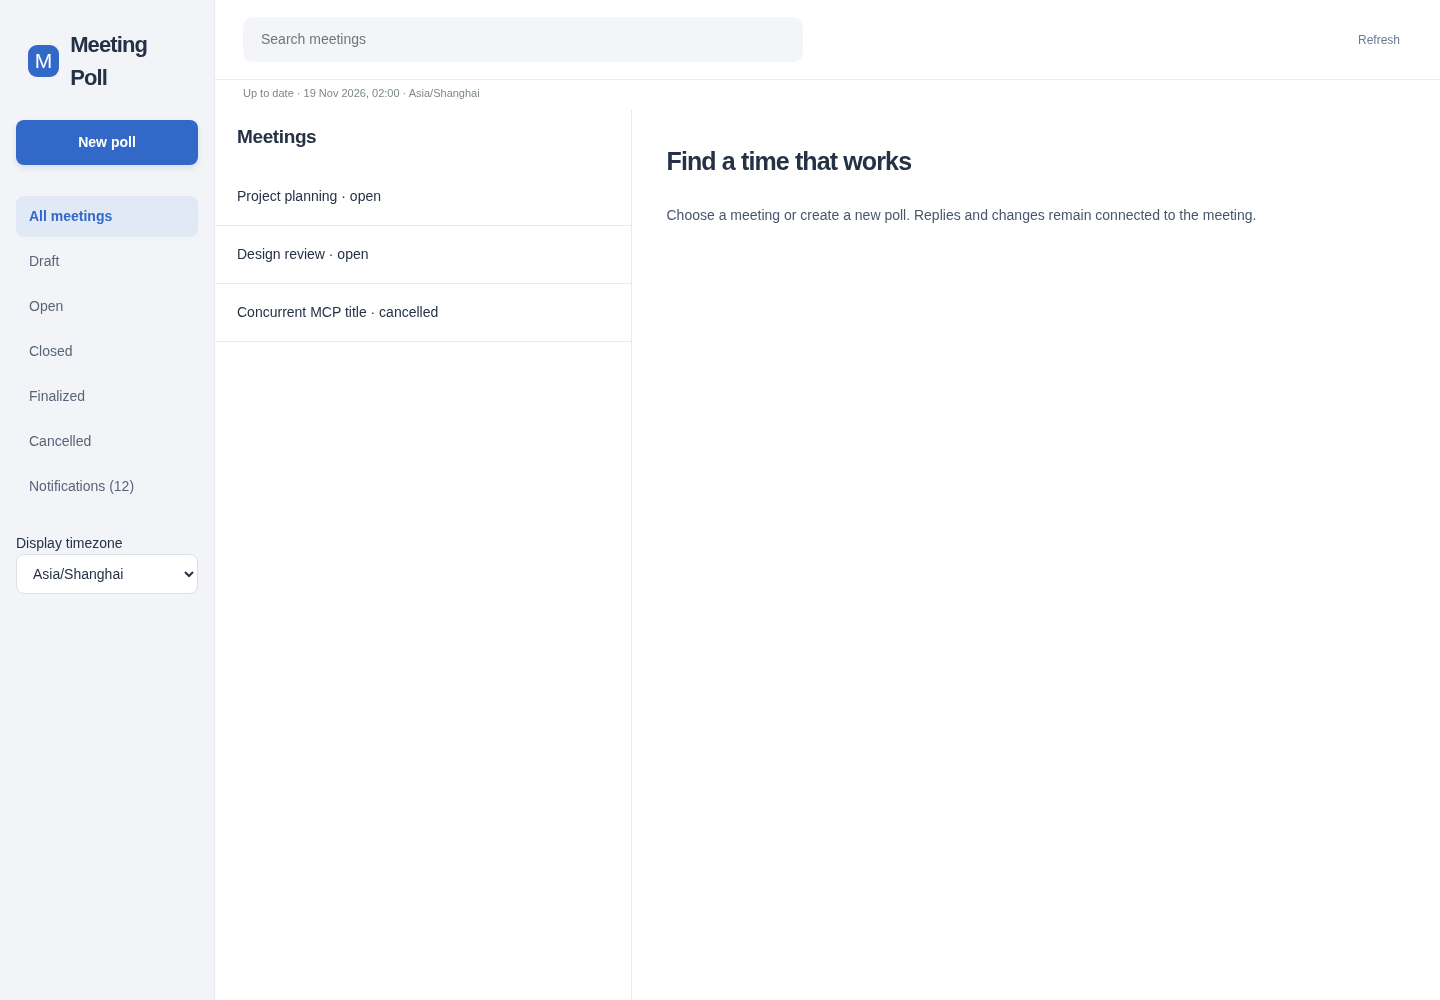 M
Meeting
Poll
New poll
All meetings
Draft
Open
Closed
Finalized
Cancelled
Notifications (12)
Display timezone
Asia/Shanghai
Search meetings
Refresh
Up to date · 19 Nov 2026, 02:00 · Asia/Shanghai
Meetings
Project planning · open
Design review · open
Concurrent MCP title · cancelled
Find a time that works
Choose a meeting or create a new poll. Replies and changes remain connected to the meeting.